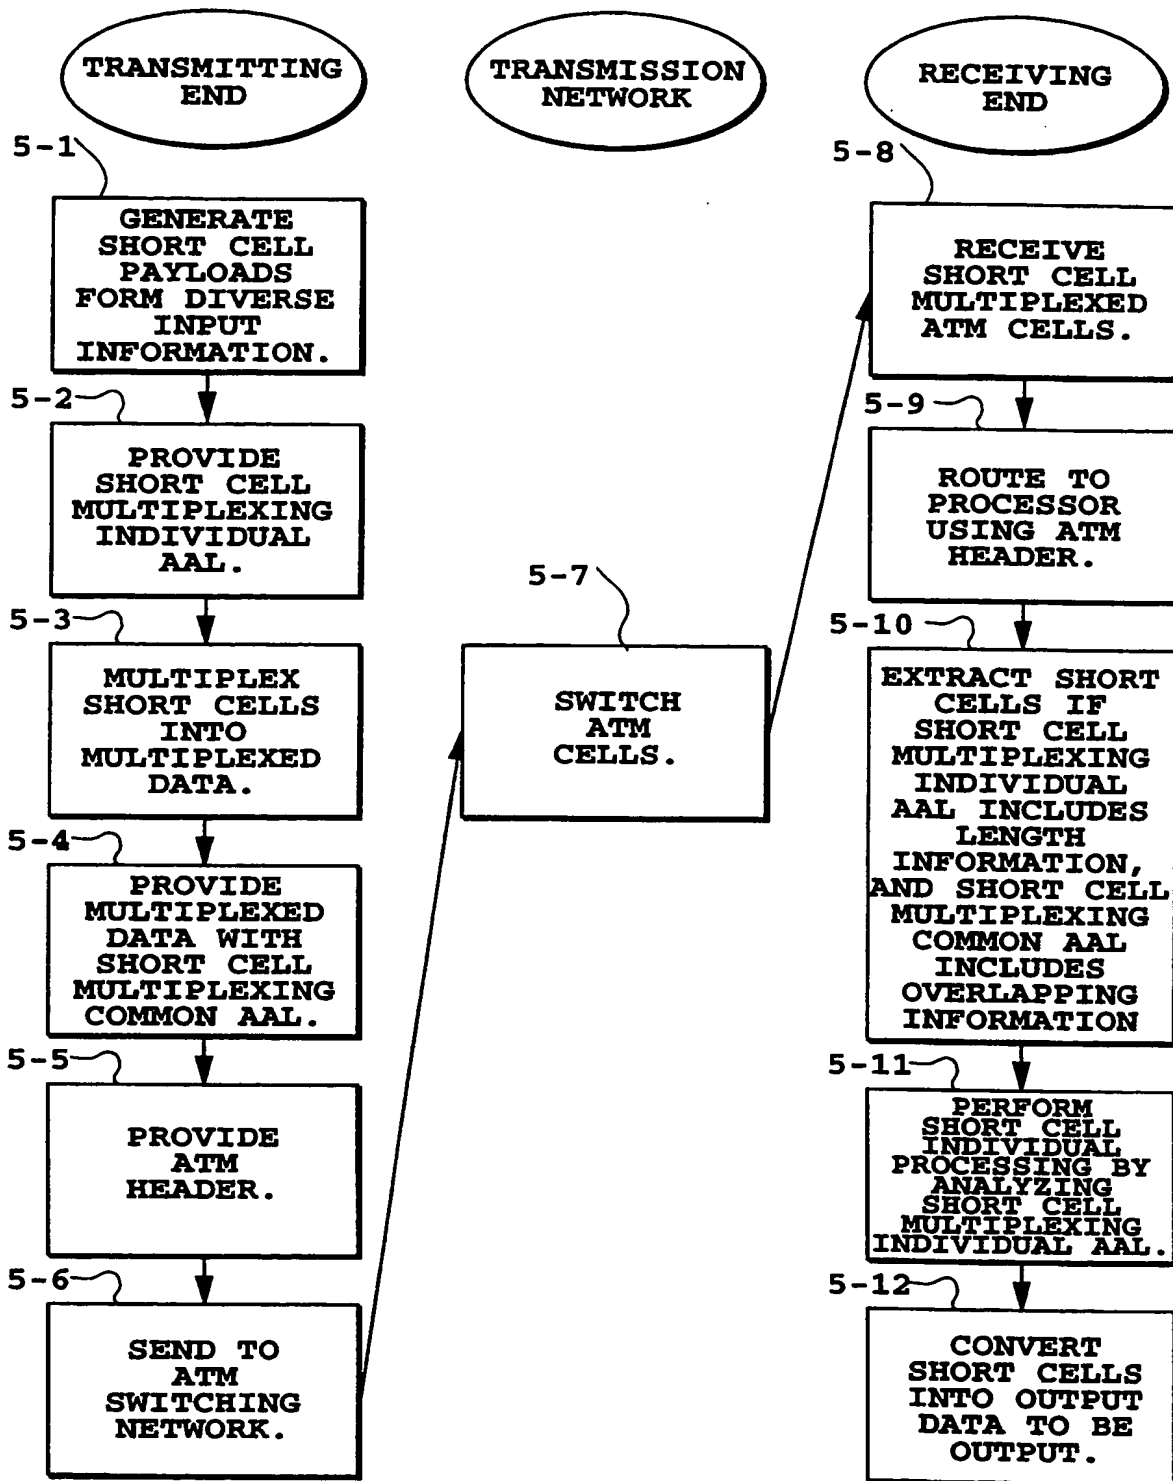 TRANSMITTING
END
5-1
GENERATE
SHORT CELL
PAYLOADS
FORM DIVERSE
INPUT
INFORMATION.
5-2
PROVIDE
SHORT CELL
MULTIPLEXING
INDIVIDUAL
AAL.
5-3
MULTIPLEX
SHORT CELLS
INTO
MULTIPLEXED
DATA.
5-4
PROVIDE
MULTIPLEXED
DATA WITH
SHORT CELL
MULTIPLEXING
COMMON AAL.
5-5
PROVIDE
ATM
HEADER.
5-6
SEND TO
ATM
SWITCHING
NETWORK.
TRANSMISSION
NETWORK
5-7
SWITCH
ATM
CELLS.
RECEIVING
END
5-8
RECEIVE
SHORT CELL
MULTIPLEXED
ATM CELLS.
5-9
ROUTE TO
PROCESSOR
USING ATM
HEADER.
5-10
EXTRACT SHORT
CELLS IF
SHORT CELL
MULTIPLEXING
INDIVIDUAL
AAL INCLUDES
LENGTH
INFORMATION,
AND SHORT CELL
MULTIPLEXING
COMMON AAL
INCLUDES
OVERLAPPING
INFORMATION
5-11
PERFORM
SHORT CELL
INDIVIDUAL
PROCESSING BY
ANALYZING
SHORT CELL
MULTIPLEXING
INDIVIDUAL AAL.
5-12
CONVERT
SHORT CELLS
INTO OUTPUT
DATA TO BE
OUTPUT.